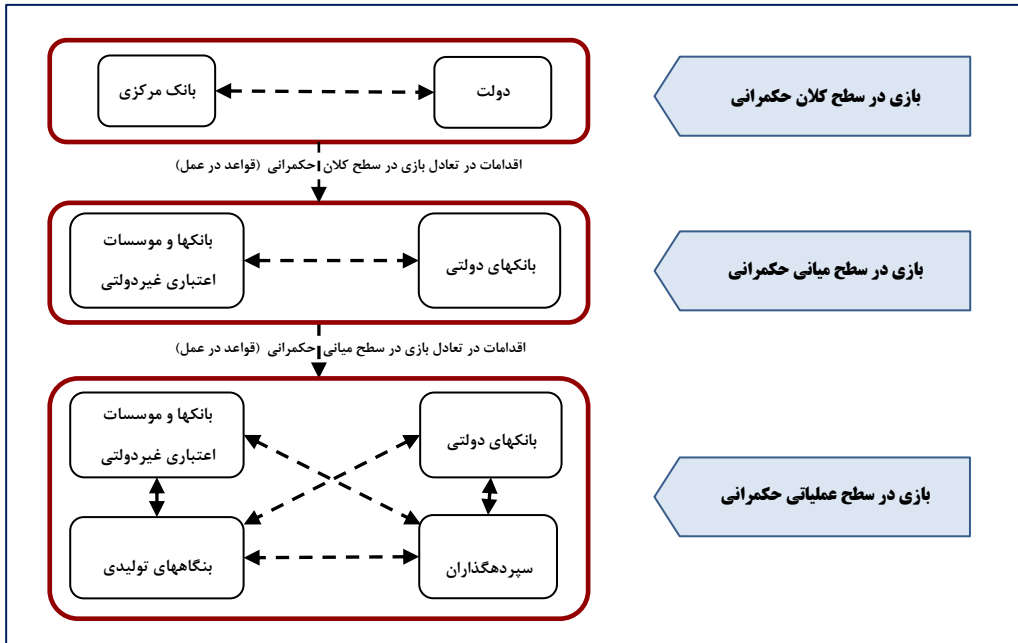 بازی در سطح کلان حکمرانی
دولت
بانک مرکزی
اقدامات در تعادل بازی در سطح کلان حکمرانی (قواعد در عمل)
بازی در سطح میانی حکمرانی
بانکهای دولتی
بانکها و موسسات
اعتباری غیردولتی
اقدامات در تعادل بازی در سطح میانی حکمرانی (قواعد در عمل)
بازی در سطح عملیاتی حکمرانی
بانکهای دولتی
بانکها و موسسات
اعتباری غیردولتی
سپردهگذاران
بنگاههای تولیدی